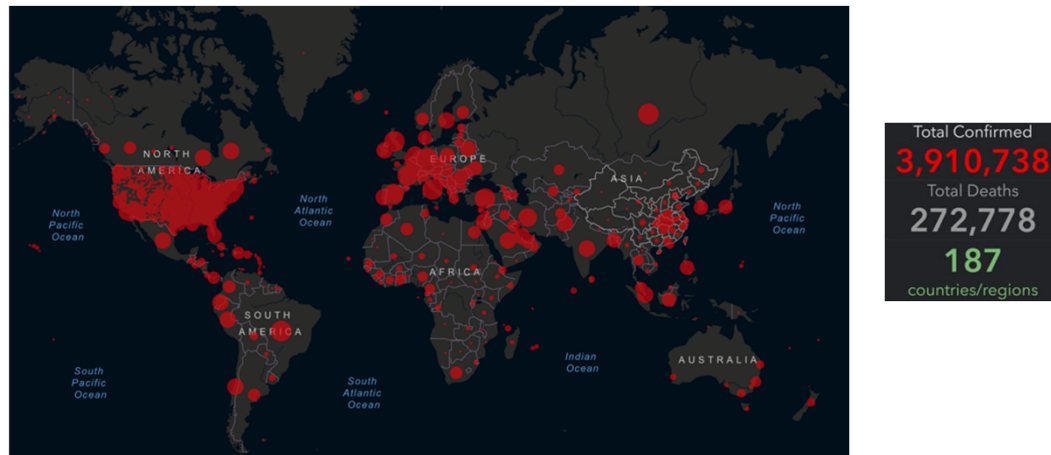 NORTH
AMERICA
EUROPE
ASIA
North
Pacific
Ocean
North
Atlantic
Ocean
North
Pacific
Ocean
AFRICA
SOUTH
AMERICA
Indian
Ocean
AUSTRALIA
South
Pacific
Ocean
South
Atlantic
Ocean
Total Confirmed
3,910,738
Total Deaths
272,778
187
countries/regions